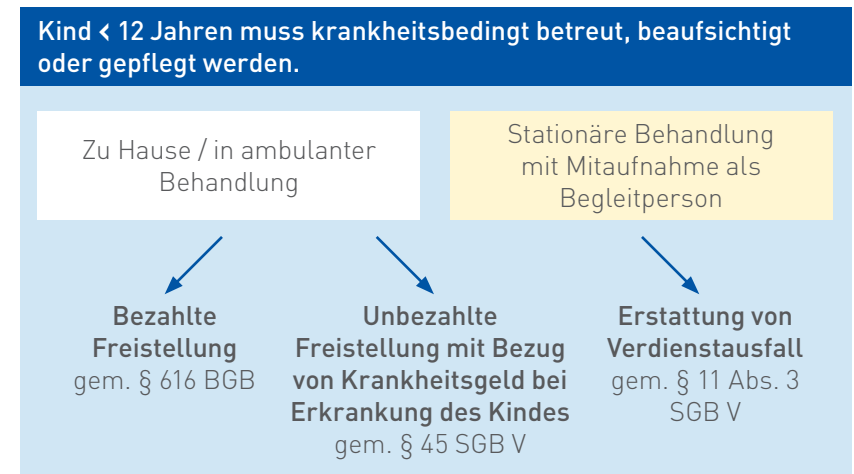 Kind < 12 Jahren muss krankheitsbedingt betreut, beaufsichtigt
oder gepflegt werden.
Zu Hause / in ambulanter
Behandlung
Stationäre Behandlung
mit Mitaufnahme als
Begleitperson
Bezahlte
Freistellung
gem. § 616 BGB
Unbezahlte
Freistellung mit Bezug
von Krankheitsgeld bei
Erkrankung des Kindes
gem. § 45 SGB V
Erstattung von
Verdienstausfall
gem. § 11 Abs. 3
SGB V